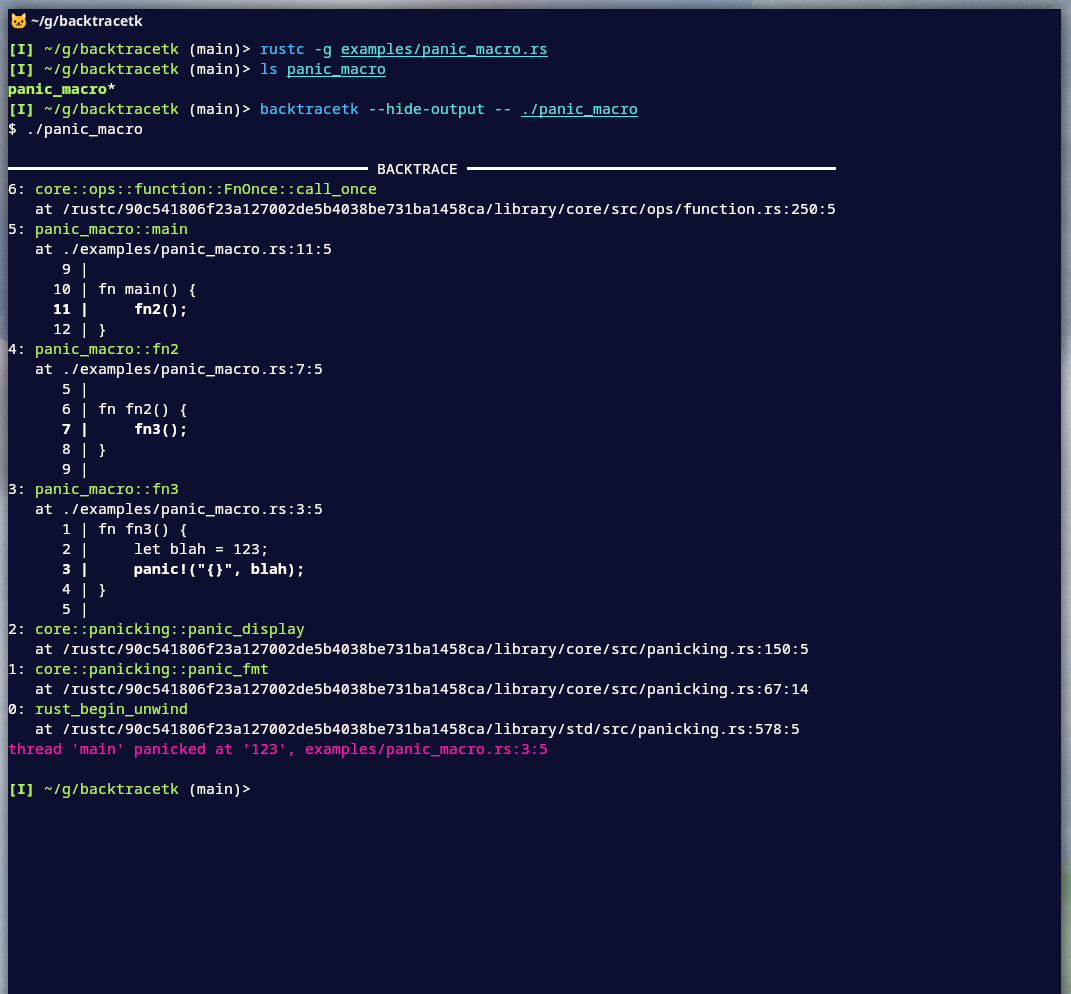 ~/g/backtracetk
[I] ~/g/backtracetk (main)> rustc -g examples/panic_macro.rs
[I] ~/g/backtracetk (main)> ls panic_macro
panic_macro*
[I] ~/g/backtracetk (main)> backtracetk --hide-output -- ./panic_macro
$ ./panic_macro
BACKTRACE
6: core::ops::function::FnOnce::call_once
   at /rustc/90c541806f23a127002de5b4038be731ba1458ca/library/core/src/ops/function.rs:250:5
5: panic_macro::main
   at ./examples/panic_macro.rs:11:5
      9 |
     10 | fn main() {
     11 |     fn2();
     12 | }
4: panic_macro::fn2
   at ./examples/panic_macro.rs:7:5
      5 |
      6 | fn fn2() {
      7 |     fn3();
      8 | }
      9 |
3: panic_macro::fn3
   at ./examples/panic_macro.rs:3:5
      1 | fn fn3() {
      2 |     let blah = 123;
      3 |     panic!("{}", blah);
      4 | }
      5 |
2: core::panicking::panic_display
   at /rustc/90c541806f23a127002de5b4038be731ba1458ca/library/core/src/panicking.rs:150:5
1: core::panicking::panic_fmt
   at /rustc/90c541806f23a127002de5b4038be731ba1458ca/library/core/src/panicking.rs:67:14
0: rust_begin_unwind
   at /rustc/90c541806f23a127002de5b4038be731ba1458ca/library/std/src/panicking.rs:578:5
thread 'main' panicked at '123', examples/panic_macro.rs:3:5
[I] ~/g/backtracetk (main)>